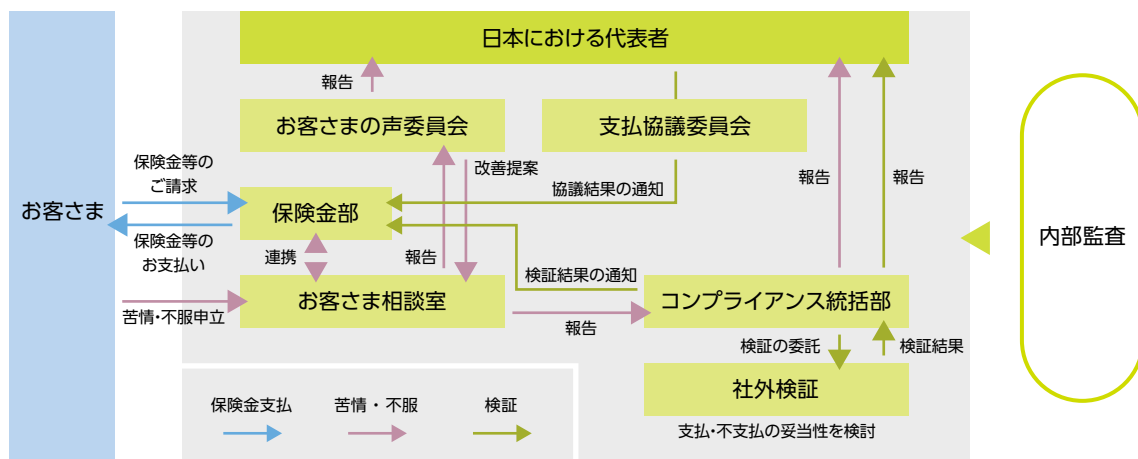 日本における代表者
報告
お客さまの声委員会
支払協議委員会
保険金等の
ご請求
改善提案
協議結果の通知
報告
報告
お客さま
保険金部
内部監査
保険金等の
お支払い
連携
報告
検証結果の通知
お客さま相談室
コンプライアンス統括部
苦情・不服申立
報告
検証の委託
検証結果
社外検証
支払・不支払の妥当性を検討
保険金支払
苦情・不服
検証